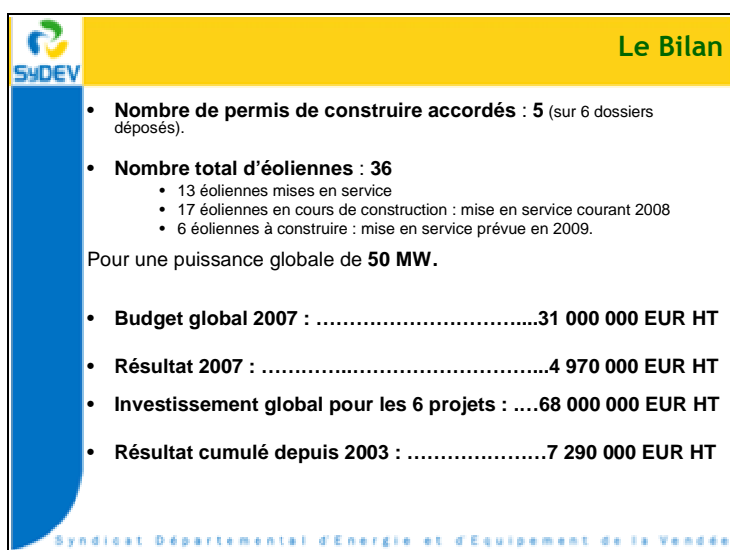 SyDEV
Le Bilan
• Nombre de permis de construire accordés : 5 (sur 6 dossiers
déposés).
• Nombre total d’éoliennes : 36
• 13 éoliennes mises en service
• 17 éoliennes en cours de construction : mise en service courant 2008
• 6 éoliennes à construire : mise en service prévue en 2009.
Pour une puissance globale de 50 MW.
• Budget global 2007 : …………………………....31 000 000 EUR HT
• Résultat 2007 : …………..………………………...4 970 000 EUR HT
• Investissement global pour les 6 projets : ….68 000 000 EUR HT
• Résultat cumulé depuis 2003 : …………………7 290 000 EUR HT
Syndicat Départemental d'Energie et d'Equipement de la Vendée